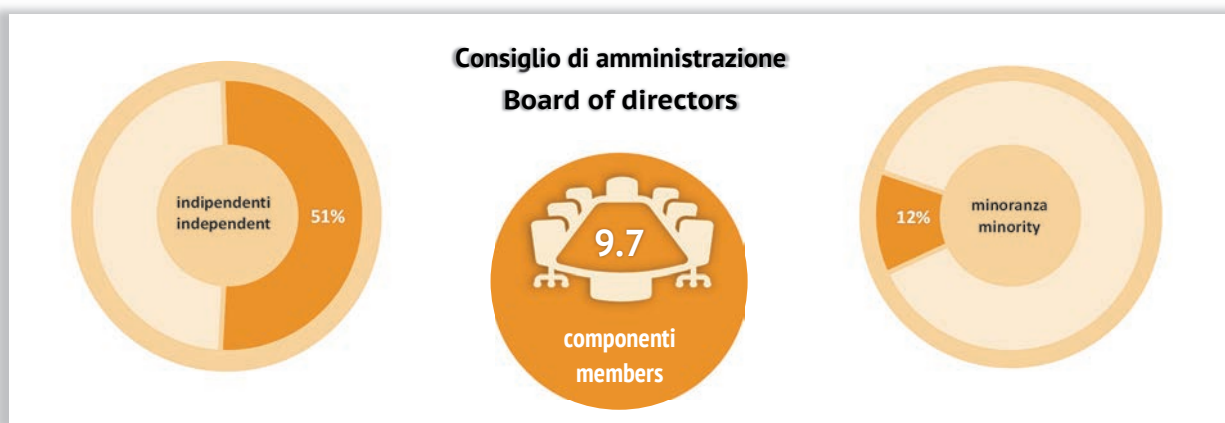 Consiglio di amministrazione
Board of directors
indipendenti
independent
51%
9.7
componenti
members
12%
minoranza
minority